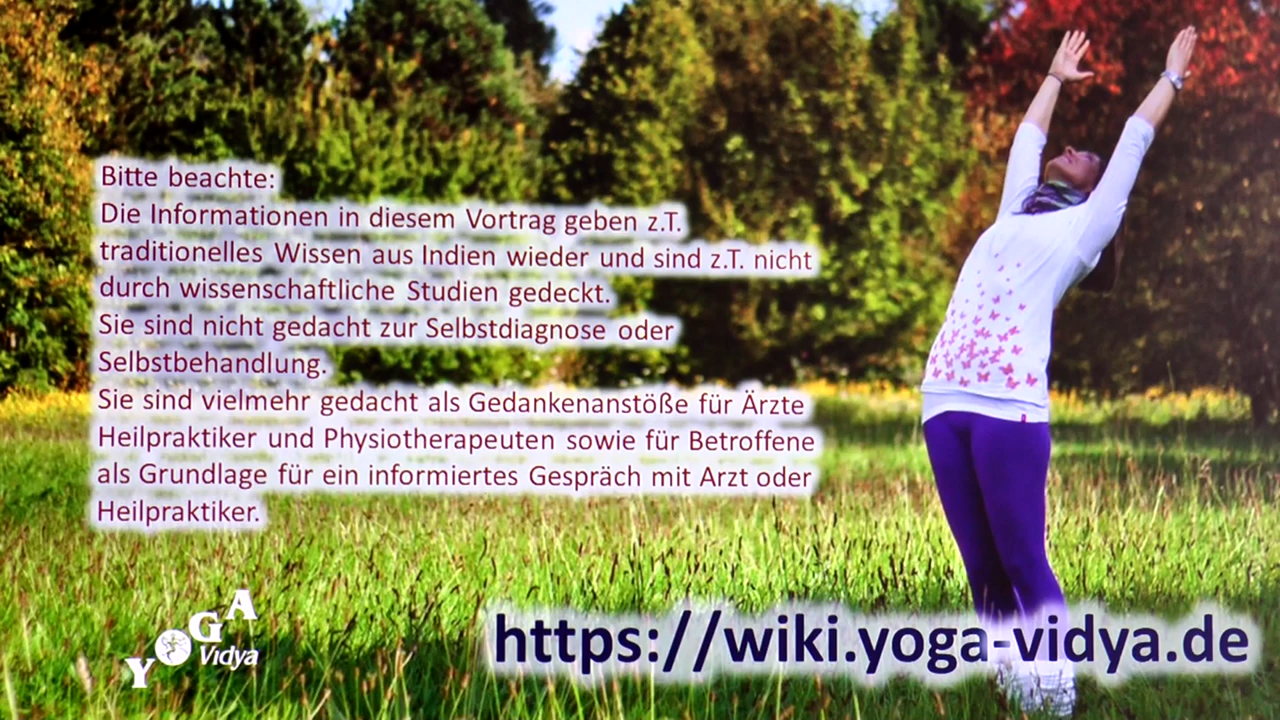 Bitte beachte:
Die Informationen in diesem Vortrag geben z.T.
traditionelles Wissen aus Indien wieder und sind z.T. nicht
durch wissenschaftliche Studien gedeckt.
Sie sind nicht gedacht zur Selbstdiagnose oder
Selbstbehandlung.
Sie sind vielmehr gedacht als Gedankenanstöße für Ärzte
Heilpraktiker und Physiotherapeuten sowie für Betroffene
als Grundlage für ein informiertes Gespräch mit Arzt oder
Heilpraktiker.
YOGA
Vidya
https://wiki.yoga-vidya.de